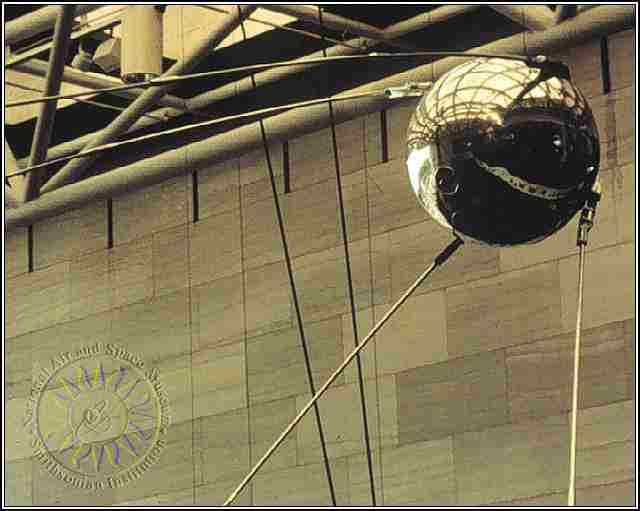 National Air and Space Museum
Smithsonian Institution